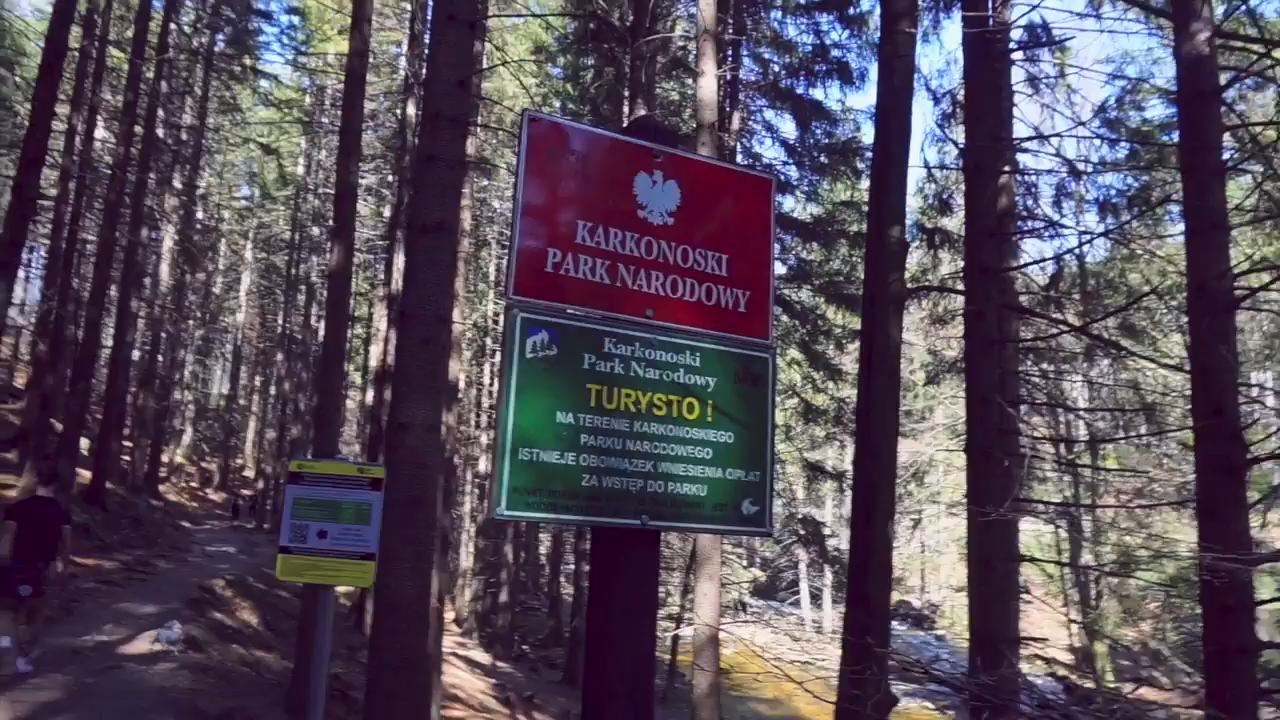 KARKONOSKI
PARK NARODOWY
Karkonoski
Park Narodowy
TURYSTO !
NA TERENIE KARKONOSKIEGO
PARKU NARODOWEGO
ISTNIEJE OBOWIĄZEK WNIESIENIA OPŁAT
ZA WSTĘP DO PARKU